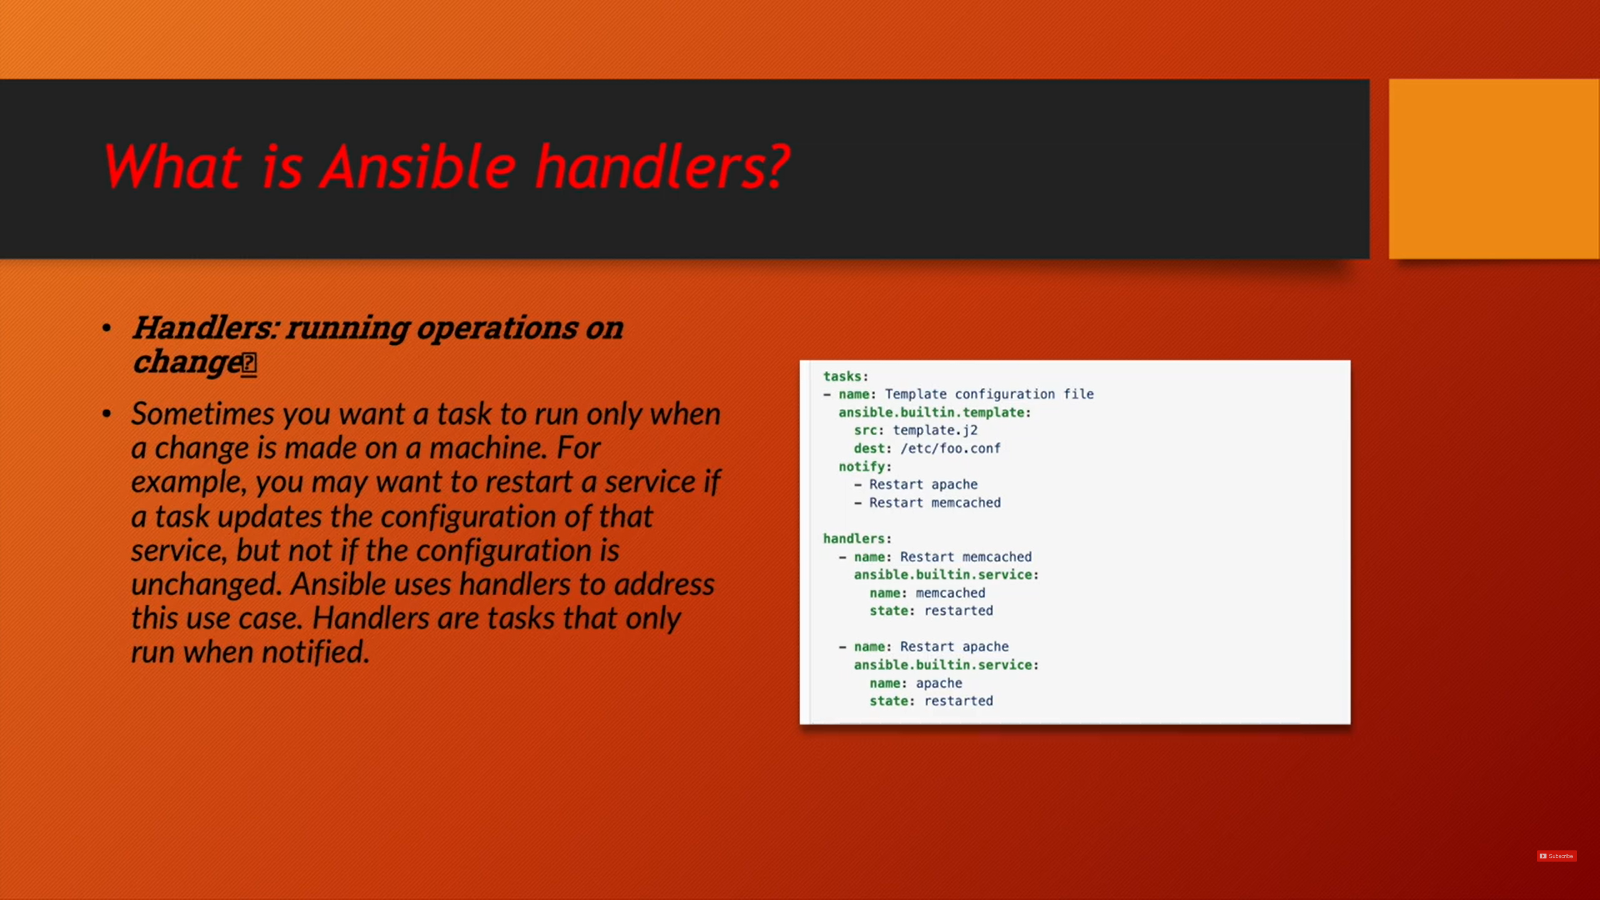 What is Ansible handlers?
• Handlers: running operations on
change
• Sometimes you want a task to run only when
a change is made on a machine. For
example, you may want to restart a service if
a task updates the configuration of that
service, but not if the configuration is
unchanged. Ansible uses handlers to address
this use case. Handlers are tasks that only
run when notified.
tasks:
- name: Template configuration file
  ansible.builtin.template:
    src: template.j2
    dest: /etc/foo.conf
  notify:
    - Restart apache
    - Restart memcached
handlers:
  - name: Restart memcached
    ansible.builtin.service:
      name: memcached
      state: restarted
  - name: Restart apache
    ansible.builtin.service:
      name: apache
      state: restarted
Subscribe